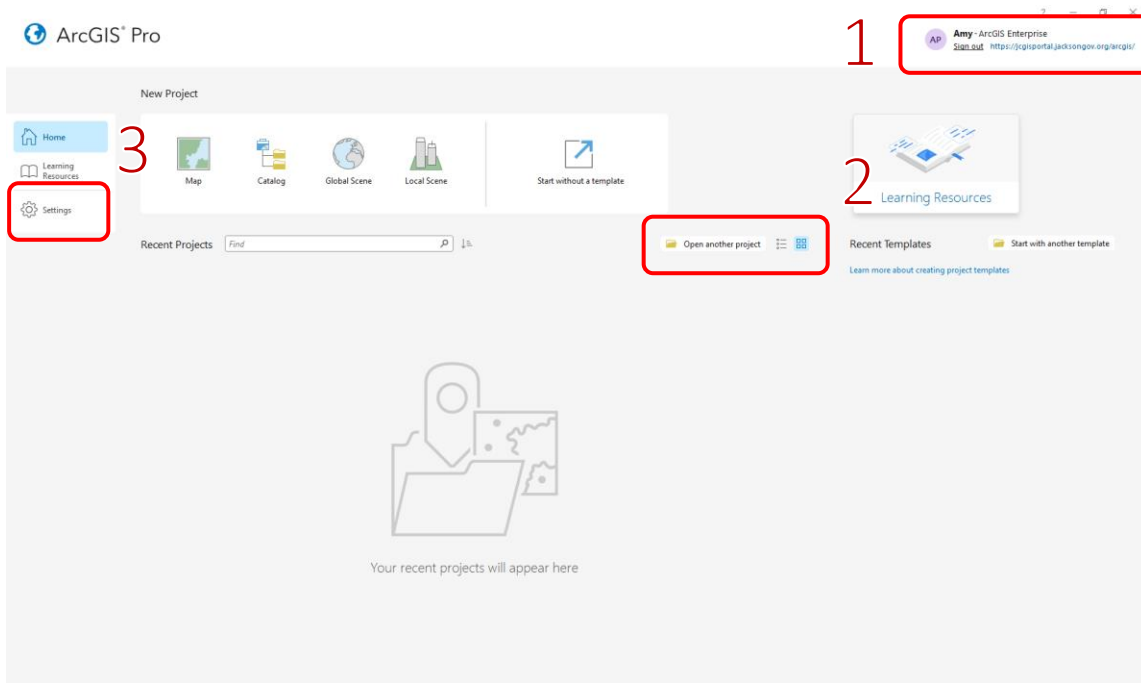 ArcGIS® Pro
1
? 
AP
Amy - ArcGIS Enterprise
Sign out https://jcgisportal.jacksongov.org/arcgis/
New Project
Home
Learning
Resources
Settings
3
Map
Catalog
Global Scene
Local Scene
Start without a template
2
Learning Resources
Recent Projects
Find
Open another project
Recent Templates
Start with another template
Learn more about creating project templates
Your recent projects will appear here